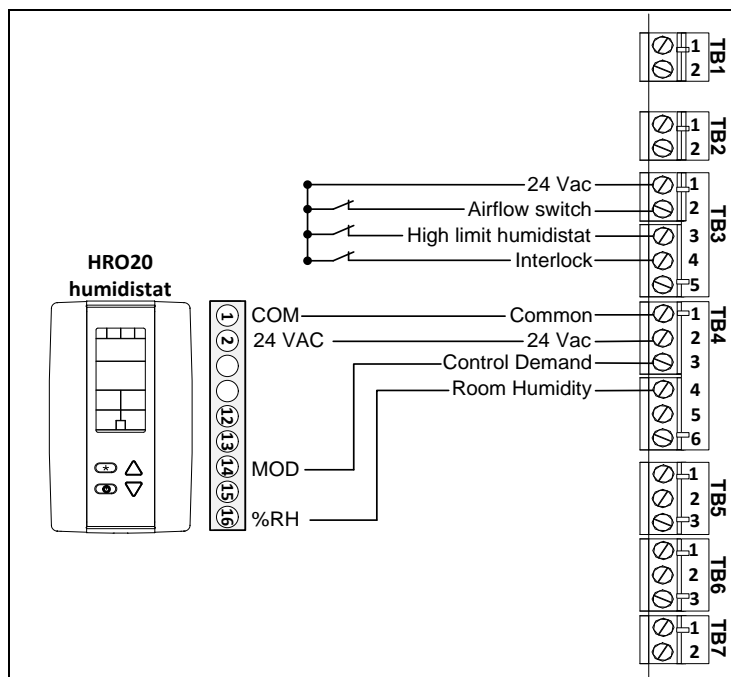 1
2
TB1
1
2
TB2
24 Vac 1
Airflow switch 2
High limit humidistat 3
Interlock 4
5
TB3
HRO20
humidistat
1 COM Common 1
2 24 VAC 24 Vac 2
Control Demand 3
Room Humidity 4
12 5
13 6
TB4
14 MOD
15
16 %RH
1
2
3
TB5
1
2
3
TB6
1
2
TB7